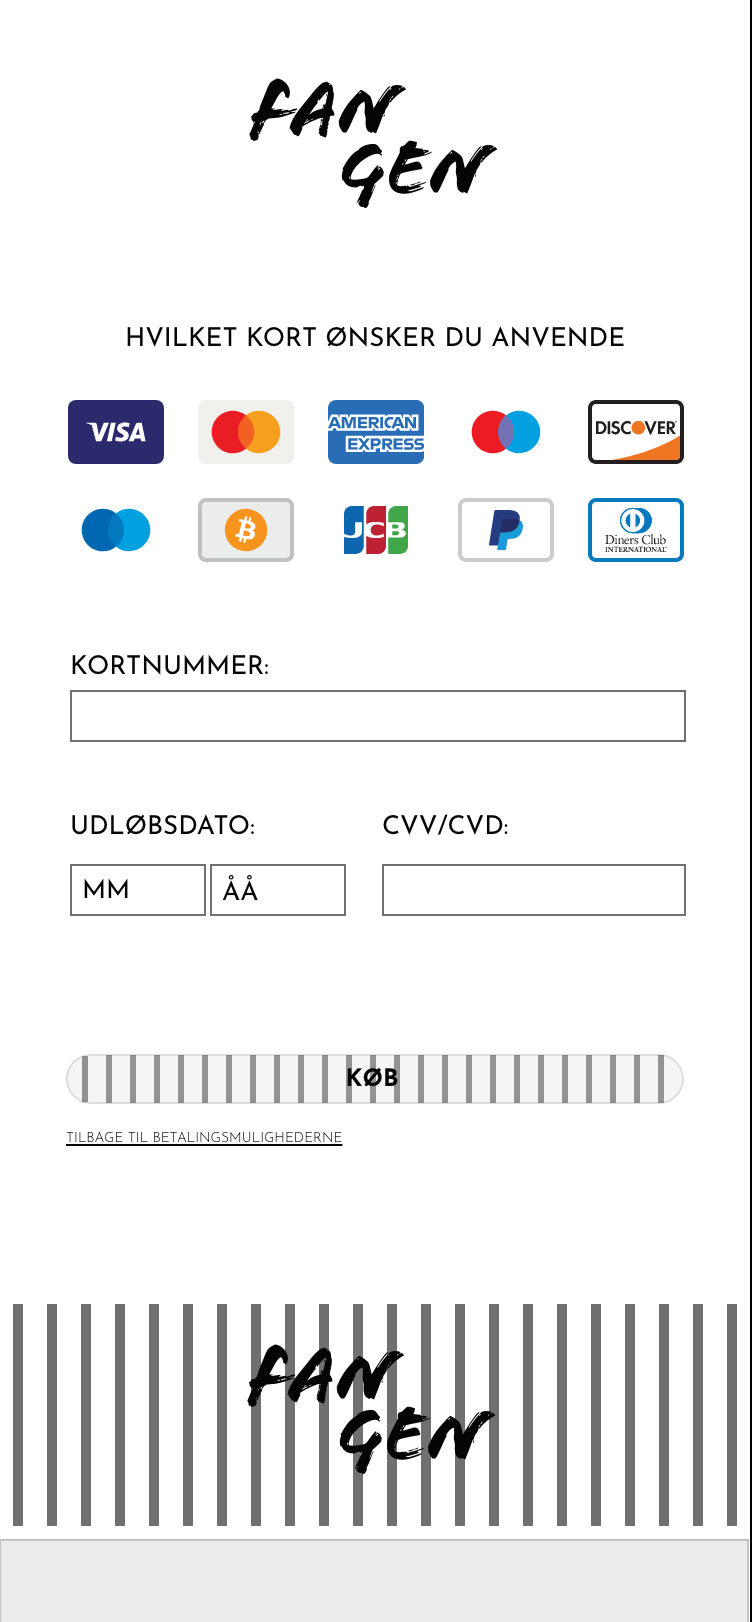 FAN
GEN
HVILKET KORT ØNSKER DU ANVENDE
VISA
AMERICAN
EXPRESS
DISCOVER
JCB
Diners Club
INTERNATIONAL
KORTNUMMER:
UDLØBSDATO:
CVV/CVD:
MM
ÅÅ
KØB
TILBAGE TIL BETALINGSMULIGHEDERNE
FAN
GEN